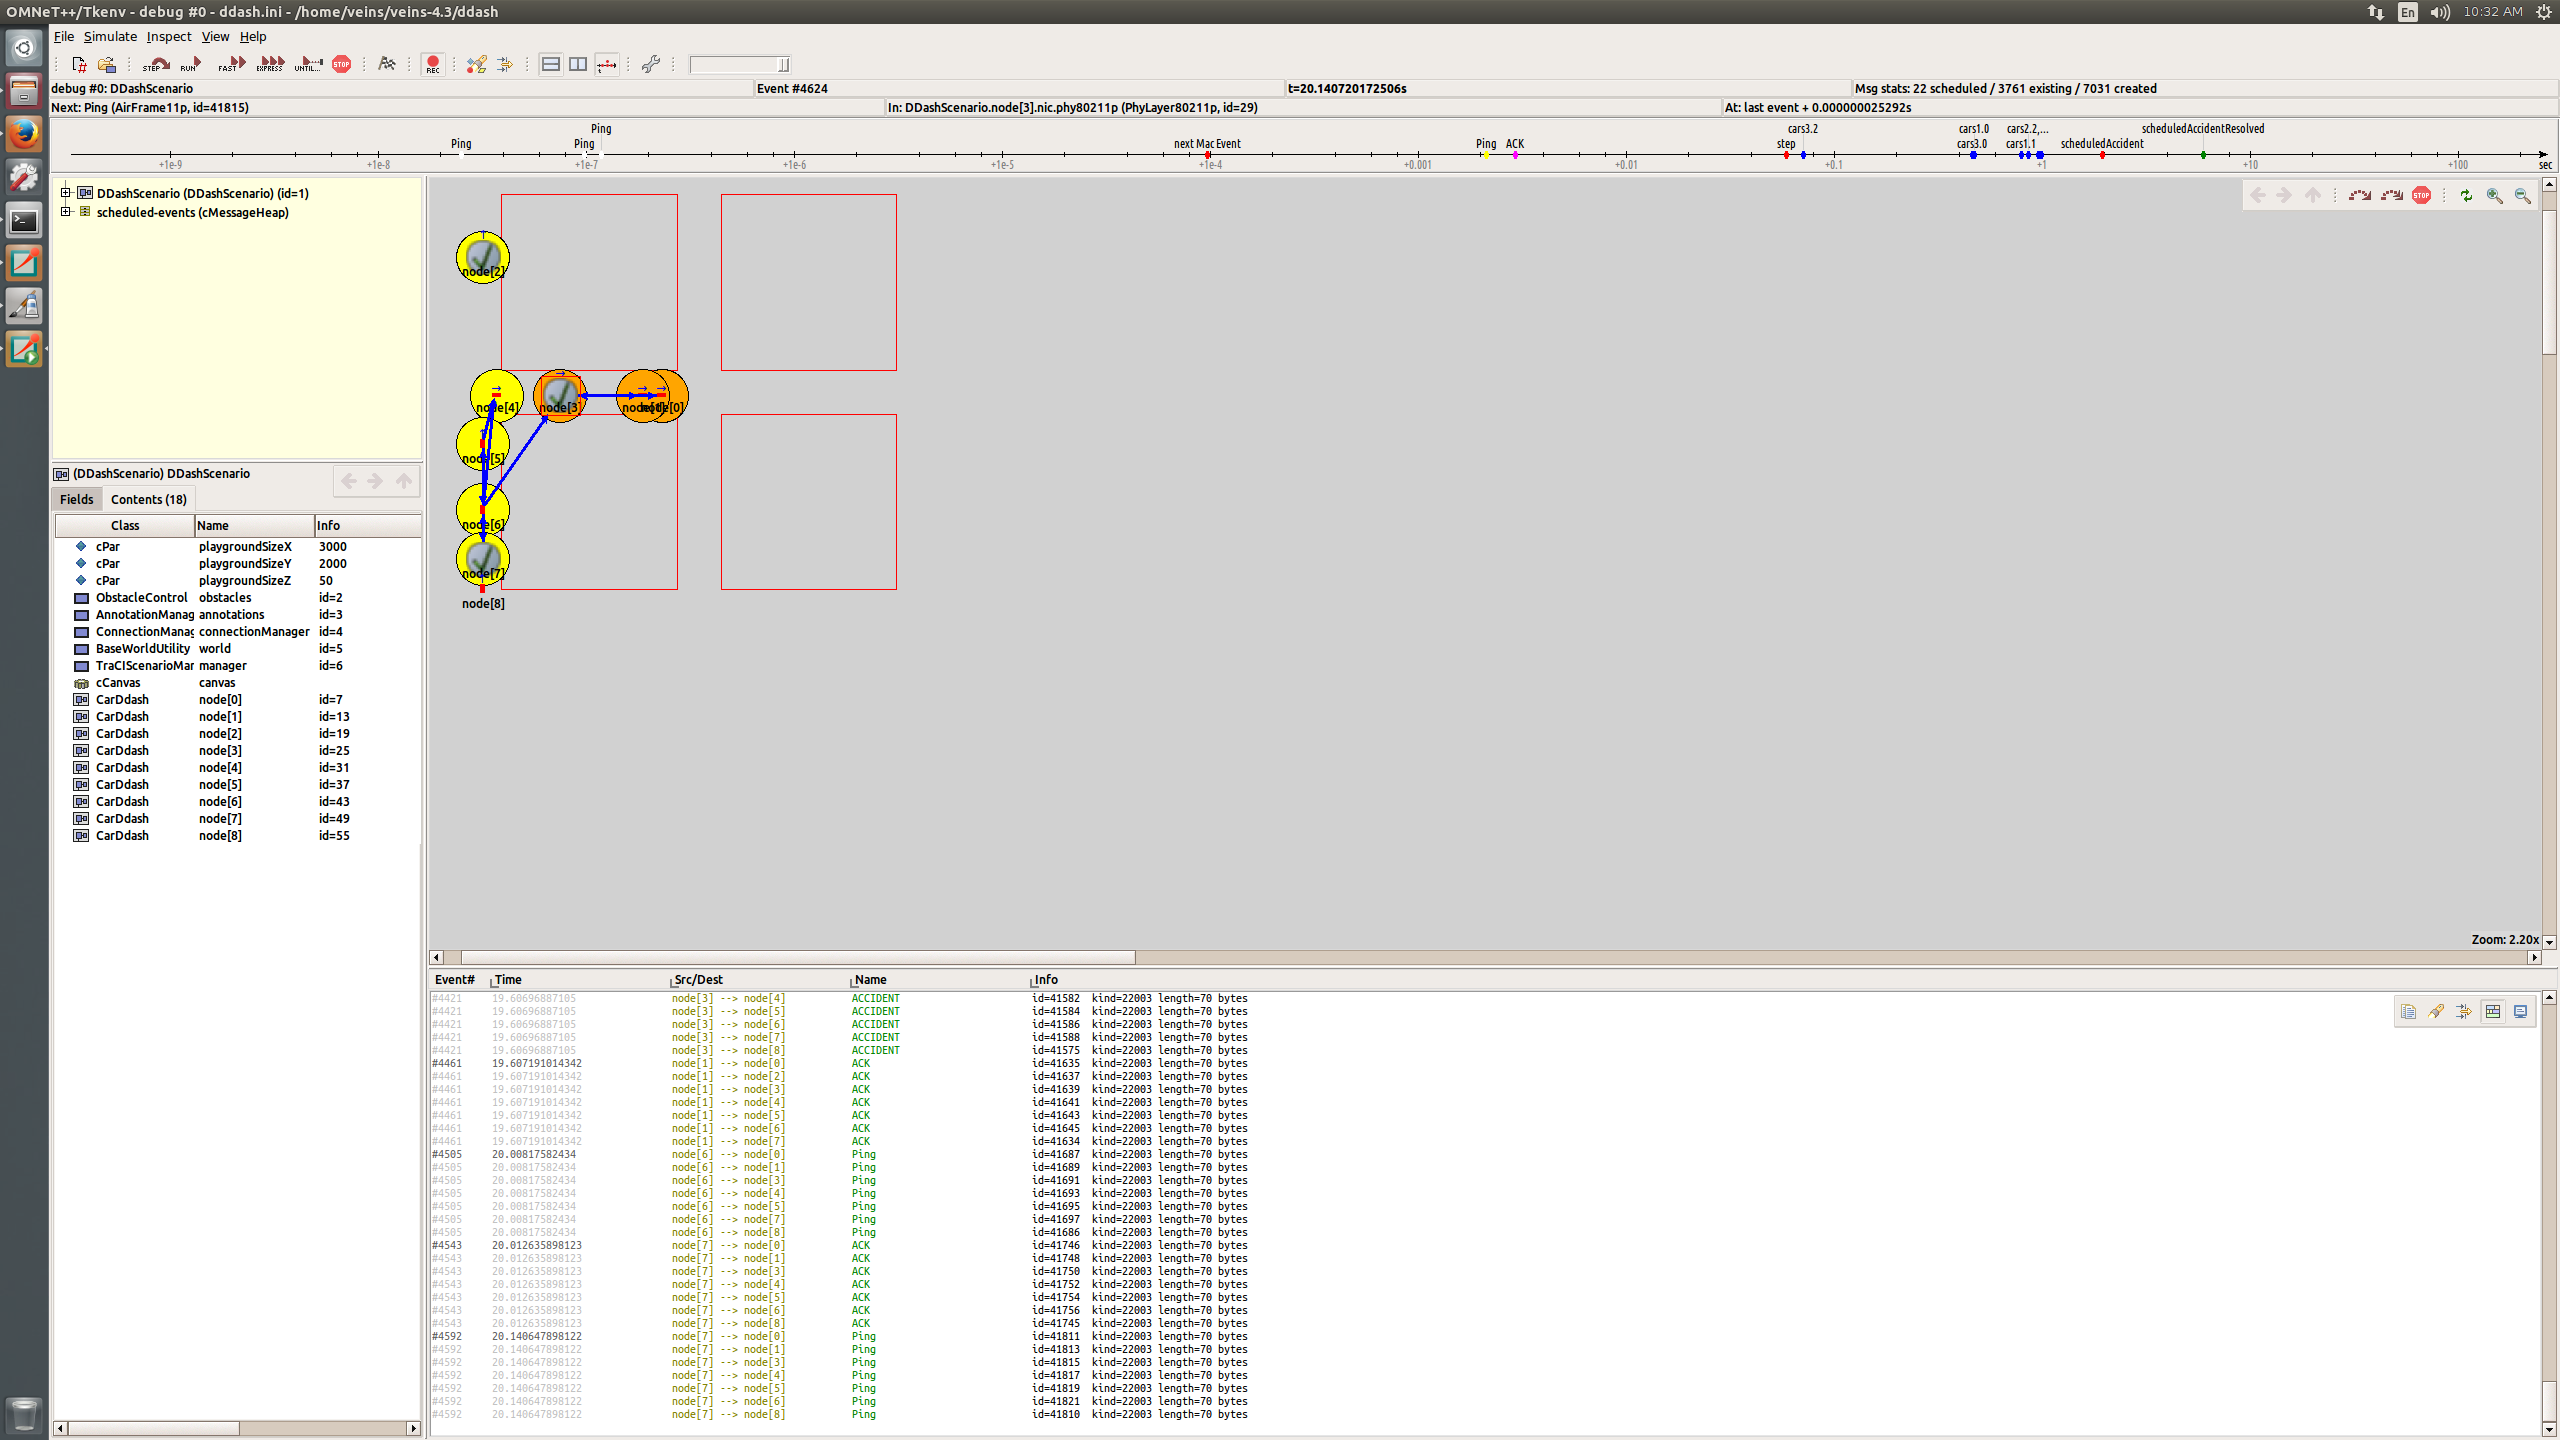 OMNeT++/Tkenv - debug #0 - ddash.ini - /home/veins/veins-4.3/ddash
En
10:32 AM
File Simulate Inspect View Help
STEP RUN FAST EXPRESS UNTIL... STOP REC
debug #0: DDashScenario Event #4624 t=20.140720172506s Msg stats: 22 scheduled / 3761 existing / 7031 created
Next: Ping (AirFrame11p, id=41815) In: DDashScenario.node[3].nic.phy80211p (PhyLayer80211p, id=29) At: last event + 0.000000025292s
Ping cars3.2 cars1.0 cars2.2,... scheduledAccidentResolved
Ping Ping next Mac Event Ping ACK step cars3.0 cars1.1 scheduledAccident
+1e-9 +1e-8 +1e-7 +1e-6 +1e-5 +1e-4 +0.001 +0.01 +0.1 +1 +10 +100 sec
DDashScenario (DDashScenario) (id=1)
scheduled-events (cMessageHeap)
STOP
node[2]
node[4]
node[3]
node[0]
node[5]
node[6]
node[7]
node[8]
Zoom: 2.20x
(DDashScenario) DDashScenario
Fields Contents (18)
Class Name Info
cPar playgroundSizeX 3000
cPar playgroundSizeY 2000
cPar playgroundSizeZ 50
ObstacleControl obstacles id=2
AnnotationManag annotations id=3
ConnectionManag connectionManager id=4
BaseWorldUtility world id=5
TraCIScenarioMar manager id=6
cCanvas canvas
CarDdash node[0] id=7
CarDdash node[1] id=13
CarDdash node[2] id=19
CarDdash node[3] id=25
CarDdash node[4] id=31
CarDdash node[5] id=37
CarDdash node[6] id=43
CarDdash node[7] id=49
CarDdash node[8] id=55
Event# Time Src/Dest Name Info
#4421 19.60696887105 node[3] --> node[4] ACCIDENT id=41582 kind=22003 length=70 bytes
#4421 19.60696887105 node[3] --> node[5] ACCIDENT id=41584 kind=22003 length=70 bytes
#4421 19.60696887105 node[3] --> node[6] ACCIDENT id=41586 kind=22003 length=70 bytes
#4421 19.60696887105 node[3] --> node[7] ACCIDENT id=41588 kind=22003 length=70 bytes
#4421 19.60696887105 node[3] --> node[8] ACCIDENT id=41575 kind=22003 length=70 bytes
#4461 19.607191014342 node[1] --> node[0] ACK id=41635 kind=22003 length=70 bytes
#4461 19.607191014342 node[1] --> node[2] ACK id=41637 kind=22003 length=70 bytes
#4461 19.607191014342 node[1] --> node[3] ACK id=41639 kind=22003 length=70 bytes
#4461 19.607191014342 node[1] --> node[4] ACK id=41641 kind=22003 length=70 bytes
#4461 19.607191014342 node[1] --> node[5] ACK id=41643 kind=22003 length=70 bytes
#4461 19.607191014342 node[1] --> node[6] ACK id=41645 kind=22003 length=70 bytes
#4461 19.607191014342 node[1] --> node[7] ACK id=41634 kind=22003 length=70 bytes
#4505 20.00817582434 node[6] --> node[0] Ping id=41687 kind=22003 length=70 bytes
#4505 20.00817582434 node[6] --> node[1] Ping id=41689 kind=22003 length=70 bytes
#4505 20.00817582434 node[6] --> node[3] Ping id=41691 kind=22003 length=70 bytes
#4505 20.00817582434 node[6] --> node[4] Ping id=41693 kind=22003 length=70 bytes
#4505 20.00817582434 node[6] --> node[5] Ping id=41695 kind=22003 length=70 bytes
#4505 20.00817582434 node[6] --> node[7] Ping id=41697 kind=22003 length=70 bytes
#4505 20.00817582434 node[6] --> node[8] Ping id=41686 kind=22003 length=70 bytes
#4543 20.012635898123 node[7] --> node[0] ACK id=41746 kind=22003 length=70 bytes
#4543 20.012635898123 node[7] --> node[1] ACK id=41748 kind=22003 length=70 bytes
#4543 20.012635898123 node[7] --> node[3] ACK id=41750 kind=22003 length=70 bytes
#4543 20.012635898123 node[7] --> node[4] ACK id=41752 kind=22003 length=70 bytes
#4543 20.012635898123 node[7] --> node[5] ACK id=41754 kind=22003 length=70 bytes
#4543 20.012635898123 node[7] --> node[6] ACK id=41756 kind=22003 length=70 bytes
#4543 20.012635898123 node[7] --> node[8] ACK id=41745 kind=22003 length=70 bytes
#4592 20.140647898122 node[7] --> node[0] Ping id=41811 kind=22003 length=70 bytes
#4592 20.140647898122 node[7] --> node[1] Ping id=41813 kind=22003 length=70 bytes
#4592 20.140647898122 node[7] --> node[3] Ping id=41815 kind=22003 length=70 bytes
#4592 20.140647898122 node[7] --> node[4] Ping id=41817 kind=22003 length=70 bytes
#4592 20.140647898122 node[7] --> node[5] Ping id=41819 kind=22003 length=70 bytes
#4592 20.140647898122 node[7] --> node[6] Ping id=41821 kind=22003 length=70 bytes
#4592 20.140647898122 node[7] --> node[8] Ping id=41810 kind=22003 length=70 bytes